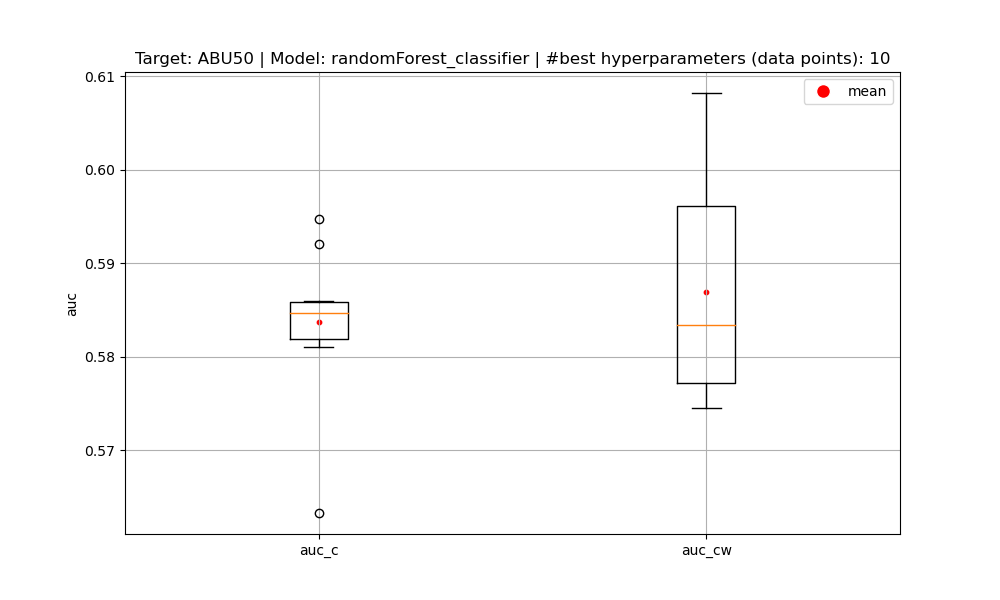 Target: ABU50 | Model: randomForest_classifier | #best hyperparameters (data points): 10
mean
0.61
0.60
0.59
0.58
0.57
auc
auc_c
auc_cw